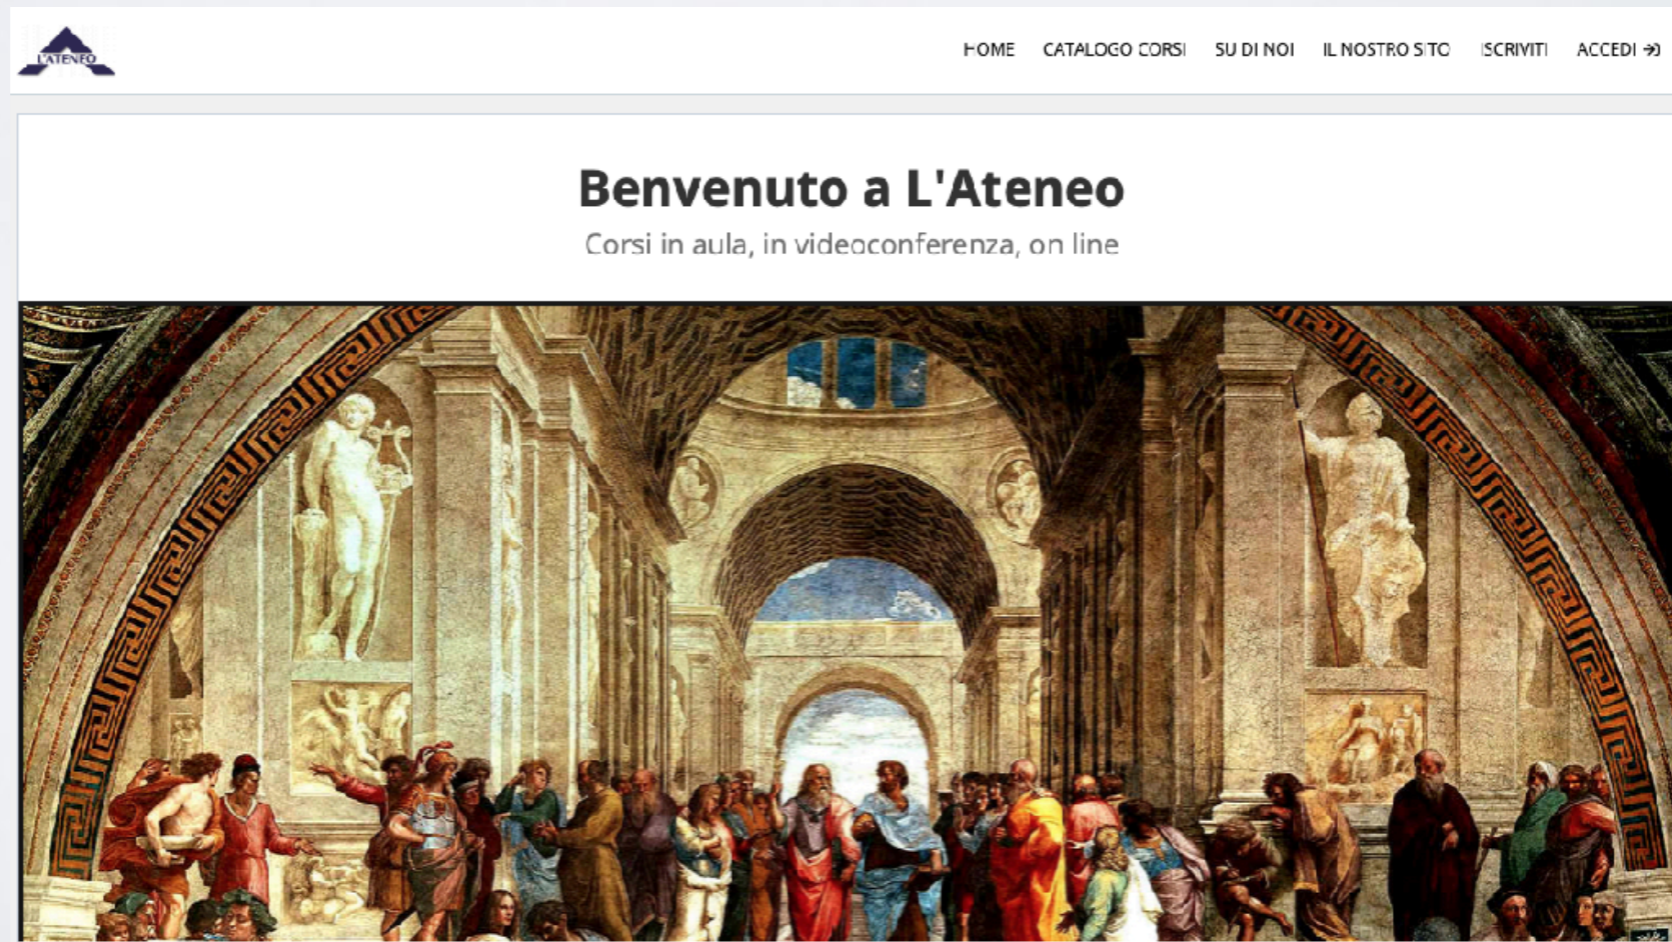 L'ATENEO
HOME CATALOGO CORSI SU DI NOI IL NOSTRO SITO ISCRIVITI ACCEDI
Benvenuto a L'Ateneo
Corsi in aula, in videoconferenza, on line